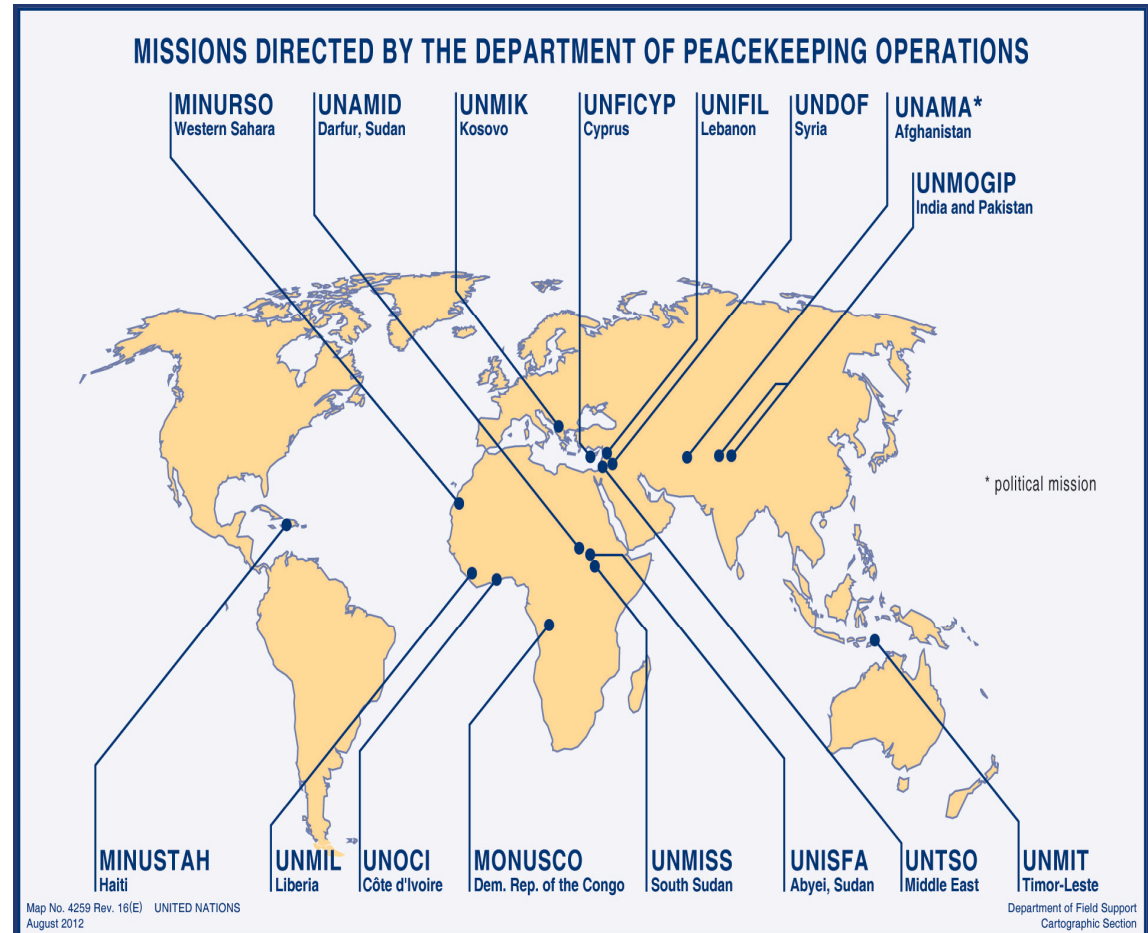 MISSIONS DIRECTED BY THE DEPARTMENT OF PEACEKEEPING OPERATIONS
MINURSO
Western Sahara
UNAMID
Darfur, Sudan
UNMIK
Kosovo
UNFICYP
Cyprus
UNIFIL
Lebanon
UNDOF
Syria
UNAMA*
Afghanistan
UNMOGIP
India and Pakistan
* political mission
MINUSTAH
Haiti
UNMIL
Liberia
UNOCI
Côte d'Ivoire
MONUSCO
Dem. Rep. of the Congo
UNMISS
South Sudan
UNISFA
Abyei, Sudan
UNTSO
Middle East
UNMIT
Timor-Leste
Map No. 4259 Rev. 16(E) UNITED NATIONS
August 2012
Department of Field Support
Cartographic Section